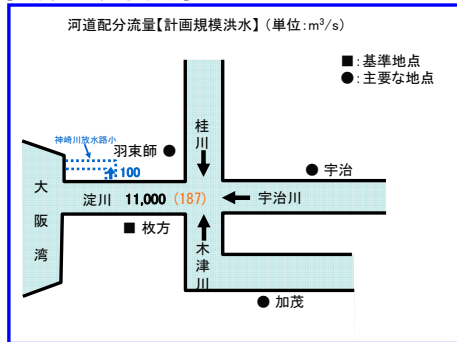 河道配分流量【計画規模洪水】(単位:m³/s)
■:基準地点
●:主要な地点
神崎川放水路小
羽束師●
桂川
●宇治
100
大阪湾
淀川 11,000 (187)
宇治川
■枚方
木津川
●加茂